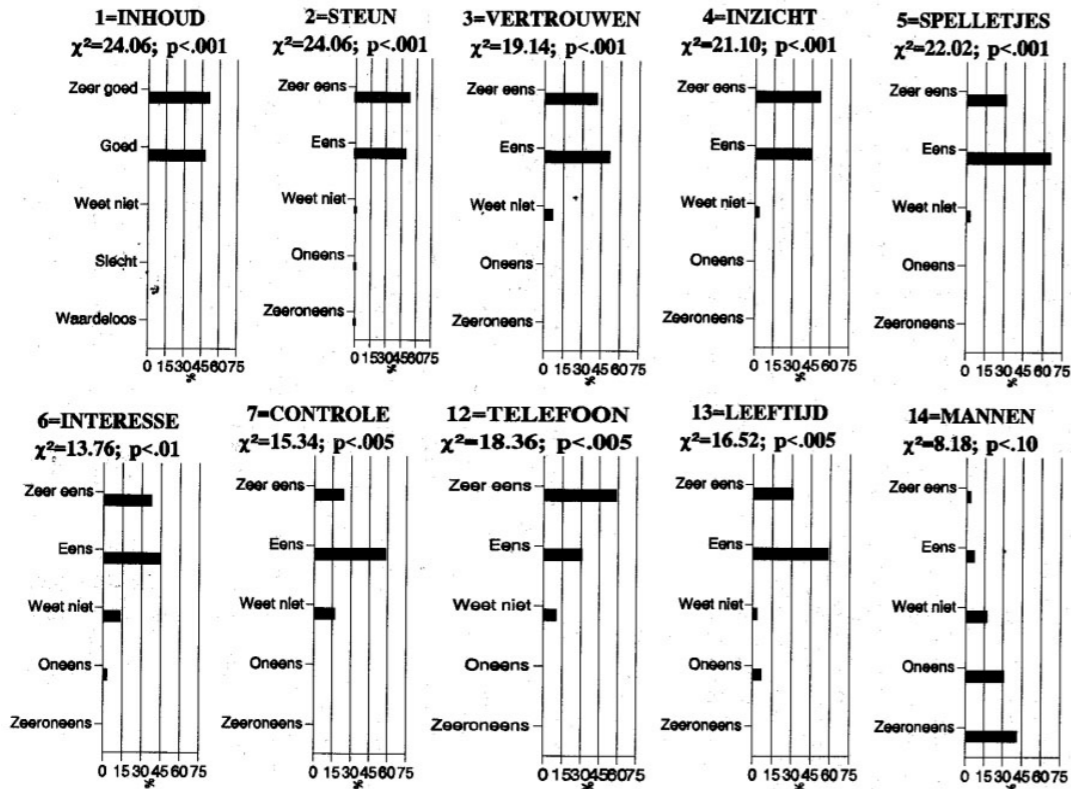 1=INHOUD
χ²=24.06; p<.001
Zeer goed
Goed
Weet niet
Slecht
Waardeloos
0 15 30 45 60 75
%
2=STEUN
χ²=24.06; p<.001
Zeer eens
Eens
Weet niet
Oneens
Zeeroneens
0 15 30 45 60 75
%
3=VERTROUWEN
χ²=19.14; p<.001
Zeer eens
Eens
Weet niet
Oneens
Zeeroneens
0 15 30 45 60 75
%
4=INZICHT
χ²=21.10; p<.001
Zeer eens
Eens
Weet niet
Oneens
Zeeroneens
0 15 30 45 60 75
%
5=SPELLETJES
χ²=22.02; p<.001
Zeer eens
Eens
Weet niet
Oneens
Zeeroneens
0 15 30 45 60 75
%
6=INTERESSE
χ²=13.76; p<.01
Zeer eens
Eens
Weet niet
Oneens
Zeeroneens
0 15 30 45 60 75
%
7=CONTROLE
χ²=15.34; p<.005
Zeer eens
Eens
Weet niet
Oneens
Zeeroneens
0 15 30 45 60 75
%
12=TELEFOON
χ²=18.36; p<.005
Zeer eens
Eens
Weet niet
Oneens
Zeeroneens
0 15 30 45 60 75
%
13=LEEFTIJD
χ²=16.52; p<.005
Zeer eens
Eens
Weet niet
Oneens
Zeeroneens
0 15 30 45 60 75
%
14=MANNEN
χ²=8.18; p<.10
Zeer eens
Eens
Weet niet
Oneens
Zeeroneens
0 15 30 45 60 75
%